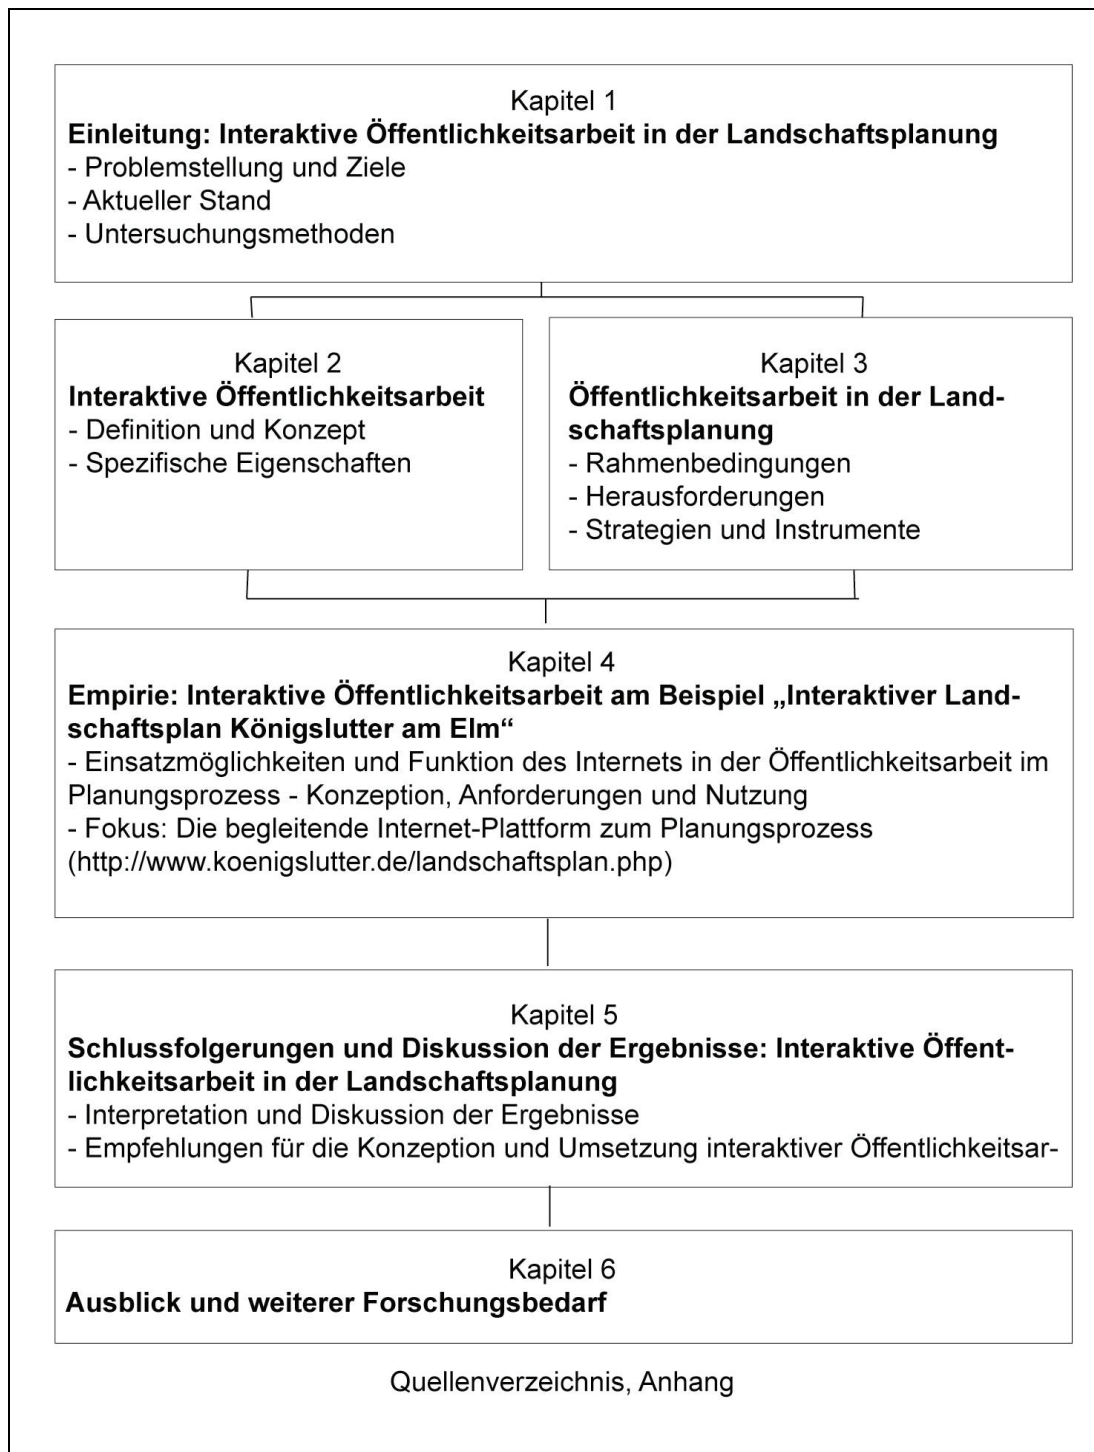 Kapitel 1
Einleitung: Interaktive Öffentlichkeitsarbeit in der Landschaftsplanung
- Problemstellung und Ziele
- Aktueller Stand
- Untersuchungsmethoden
Kapitel 2
Interaktive Öffentlichkeitsarbeit
- Definition und Konzept
- Spezifische Eigenschaften
Kapitel 3
Öffentlichkeitsarbeit in der Land-
schaftsplanung
- Rahmenbedingungen
- Herausforderungen
- Strategien und Instrumente
Kapitel 4
Empirie: Interaktive Öffentlichkeitsarbeit am Beispiel „Interaktiver Land-
schaftsplan Königslutter am Elm“
- Einsatzmöglichkeiten und Funktion des Internets in der Öffentlichkeitsarbeit im
Planungsprozess - Konzeption, Anforderungen und Nutzung
- Fokus: Die begleitende Internet-Plattform zum Planungsprozess
(http://www.koenigslutter.de/landschaftsplan.php)
Kapitel 5
Schlussfolgerungen und Diskussion der Ergebnisse: Interaktive Öffent-
lichkeitsarbeit in der Landschaftsplanung
- Interpretation und Diskussion der Ergebnisse
- Empfehlungen für die Konzeption und Umsetzung interaktiver Öffentlichkeitsar-
Kapitel 6
Ausblick und weiterer Forschungsbedarf
Quellenverzeichnis, Anhang